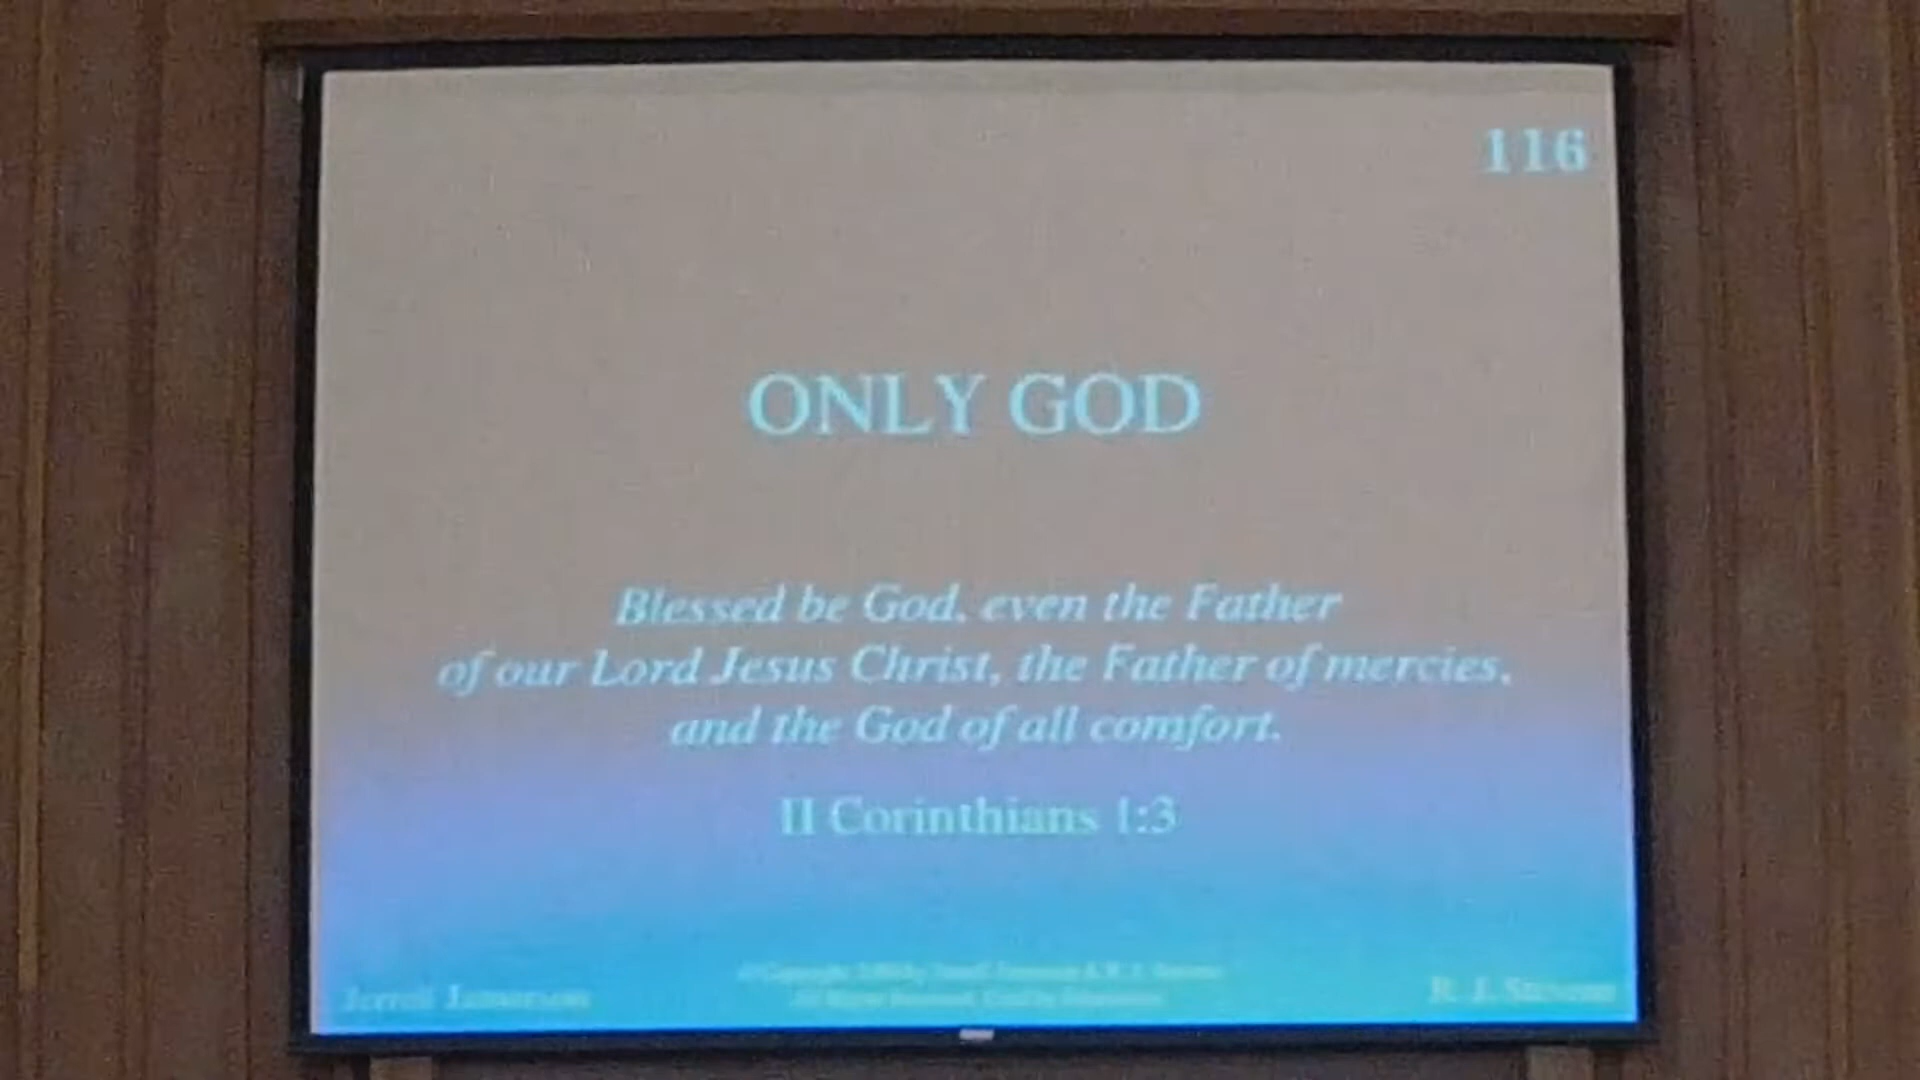 116
ONLY GOD
Blessed be God, even the Father
of our Lord Jesus Christ, the Father of mercies,
and the God of all comfort.
II Corinthians 1:3
R. J. Stevens